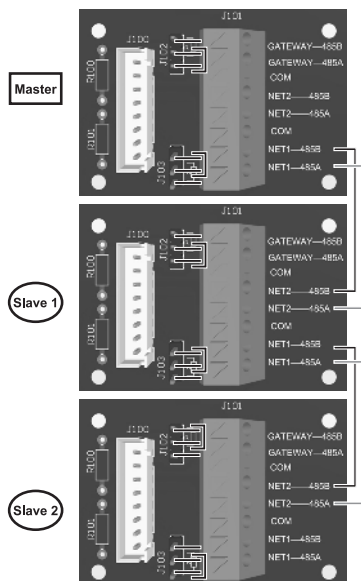 J101
J100
J102
GATEWAY—485B
GATEWAY—485A
COM
NET2—485B
NET2—485A
COM
NET1—485B
NET1—485A
R100
R101
J103
Master
J101
J100
J102
GATEWAY—485B
GATEWAY—485A
COM
NET2—485B
NET2—485A
COM
NET1—485B
NET1—485A
R100
R101
J103
Slave 1
J101
J100
J102
GATEWAY—485B
GATEWAY—485A
COM
NET2—485B
NET2—485A
COM
NET1—485B
NET1—485A
R100
R101
J103
Slave 2